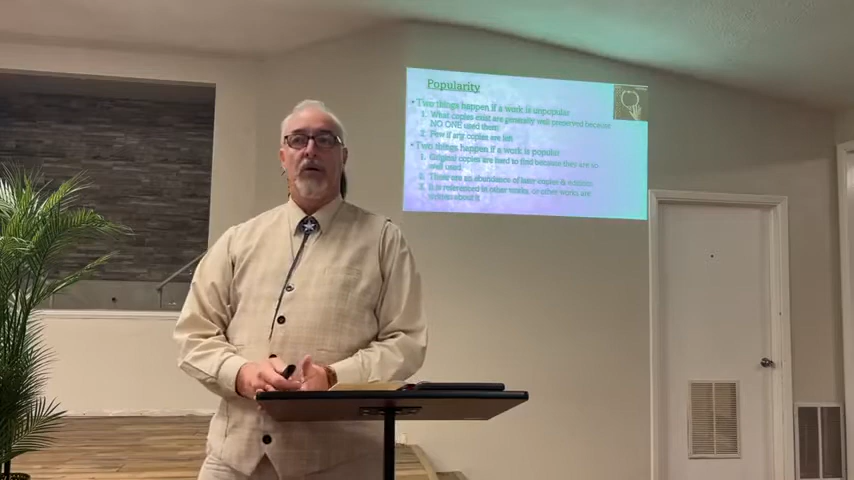 Popularity
• Two things happen if a work is unpopular
1. What copies exist are generally well preserved because
NO ONE used them
2. Few if any copies are left
• Two things happen if a work is popular
1. Original copies are hard to find because they are so
well used
2. There are an abundance of later copies & editions
3. It is referenced in other works, or other works are
written about it